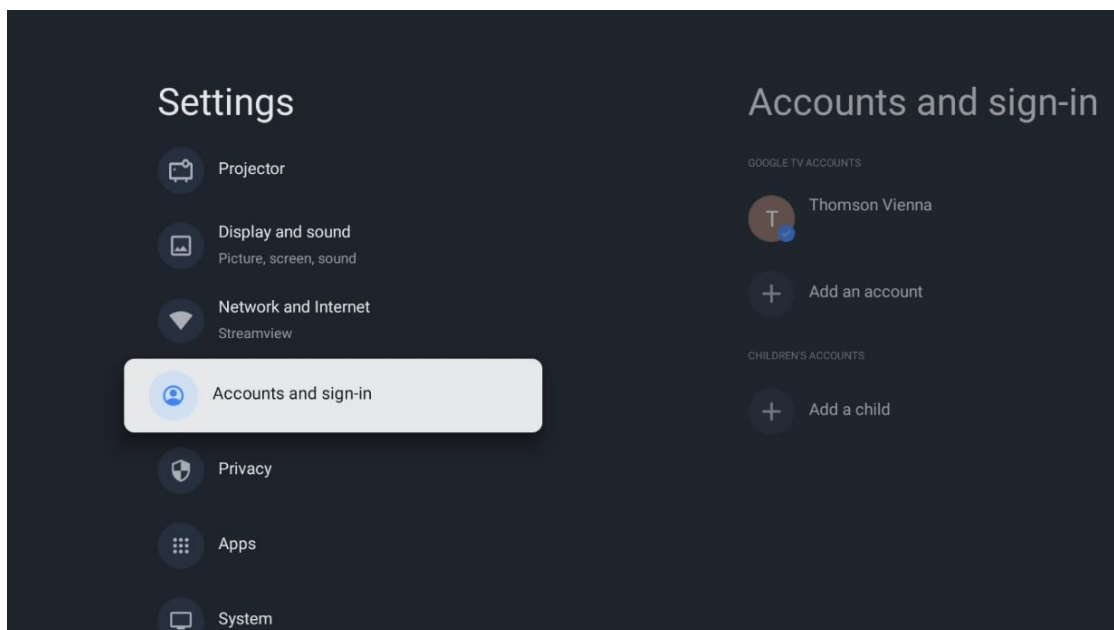 Settings
Projector
Display and sound
Picture, screen, sound
Network and Internet
Streamview
Accounts and sign-in
Privacy
Apps
System
Accounts and sign-in
GOOGLE TV ACCOUNTS
T
Thomson Vienna
Add an account
CHILDREN'S ACCOUNTS
Add a child